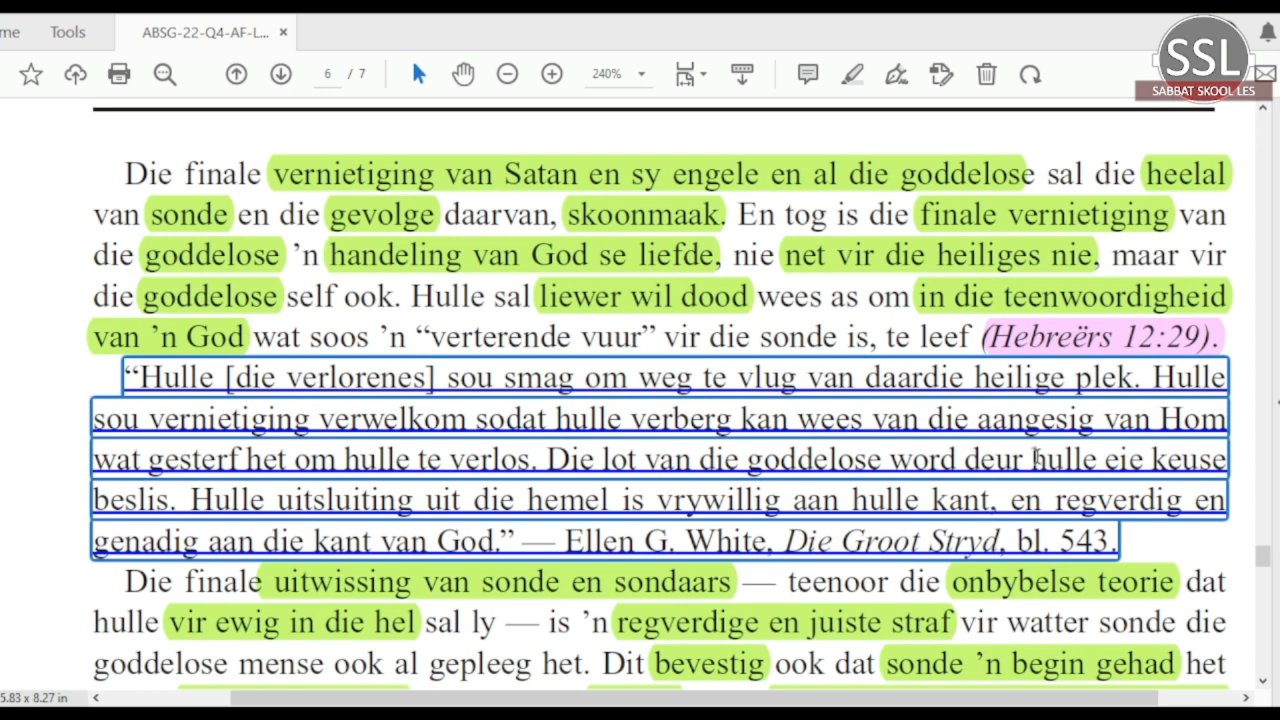 me Tools ABSG-22-Q4-AF-L... ×
SSL
SABBAT SKOOL LES
6 / 7 240%
Die finale vernietiging van Satan en sy engele en al die goddelose sal die heelal
van sonde en die gevolge daarvan, skoonmaak. En tog is die finale vernietiging van
die goddelose ’n handeling van God se liefde, nie net vir die heiliges nie, maar vir
die goddelose self ook. Hulle sal liewer wil dood wees as om in die teenwoordigheid
van ’n God wat soos ’n “verterende vuur” vir die sonde is, te leef (Hebreërs 12:29).
“Hulle [die verlorenes] sou smag om weg te vlug van daardie heilige plek. Hulle
sou vernietiging verwelkom sodat hulle verberg kan wees van die aangesig van Hom
wat gesterf het om hulle te verlos. Die lot van die goddelose word deur hulle eie keuse
beslis. Hulle uitsluiting uit die hemel is vrywillig aan hulle kant, en regverdig en
genadig aan die kant van God.” — Ellen G. White, Die Groot Stryd, bl. 543.
Die finale uitwissing van sonde en sondaars — teenoor die onbybelse teorie dat
hulle vir ewig in die hel sal ly — is ’n regverdige en juiste straf vir watter sonde die
goddelose mense ook al gepleeg het. Dit bevestig ook dat sonde ’n begin gehad het
5.83 x 8.27 in